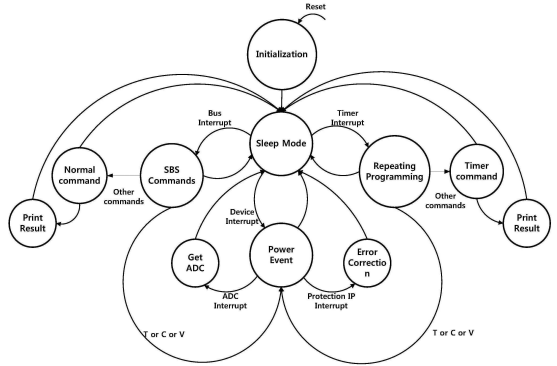 Reset
Initialization
Bus
Interrupt
Timer
Interrupt
Sleep Mode
Normal
command
SBS
Commands
Repeating
Programming
Timer
command
Other
commands
Other
commands
Print
Result
Print
Result
Device
Interrupt
Get
ADC
Power
Event
Error
Correctio
n
ADC
Interrupt
Protection IP
Interrupt
T or C or V
T or C or V